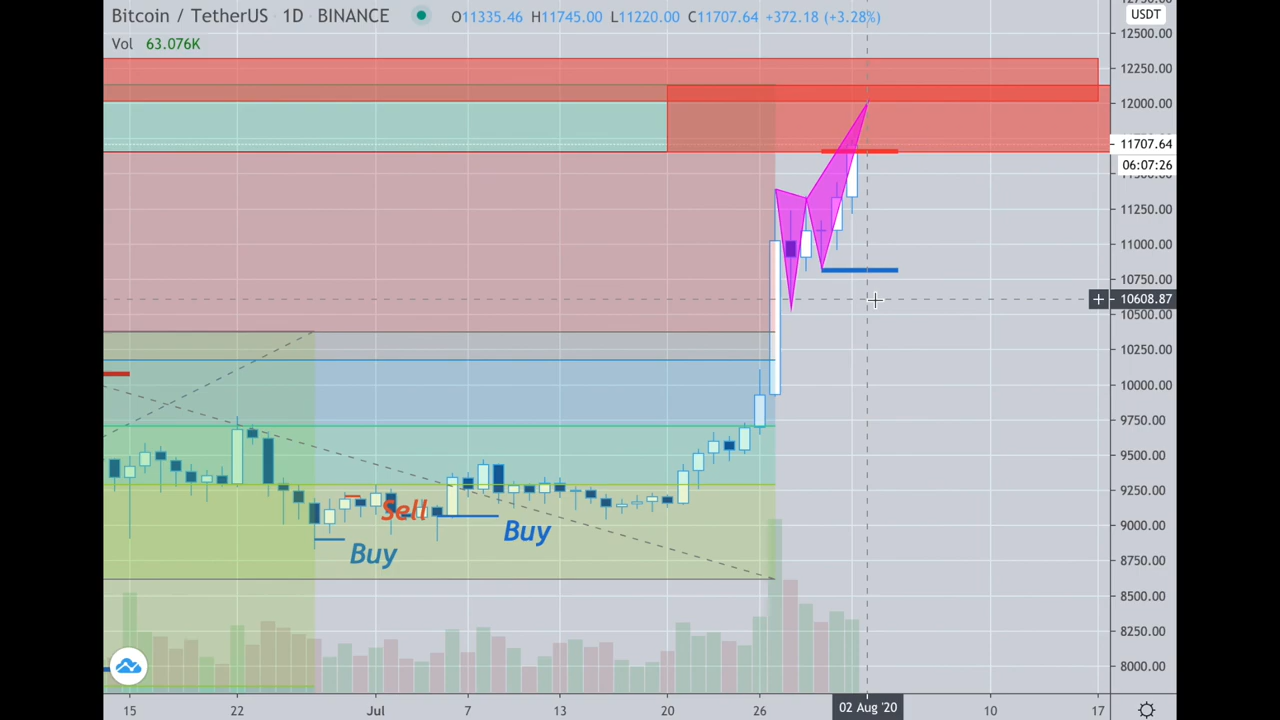 Bitcoin / TetherUS 1D BINANCE O11335.46 H11745.00 L11220.00 C11707.64 +372.18 (+3.28%)
USDT
Vol 63.076K
12500.00
12250.00
12000.00
11707.64
06:07:26
11250.00
11000.00
10750.00
+ 10608.87
10500.00
10250.00
10000.00
9750.00
9500.00
9250.00
Sell
9000.00
Buy
Buy
8750.00
8500.00
8250.00
8000.00
15 22 Jul 7 13 20 26 02 Aug '20 10 17